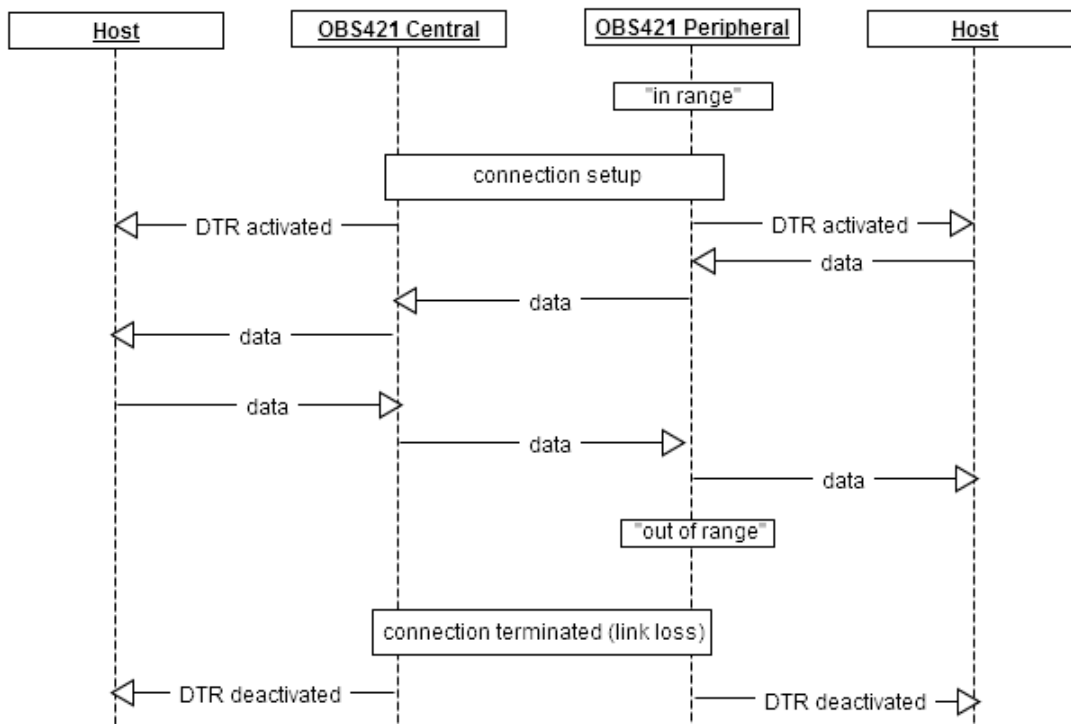 Host
OBS421 Central
OBS421 Peripheral
Host
"in range"
connection setup
DTR activated
DTR activated
data
data
data
data
data
data
"out of range"
connection terminated (link loss)
DTR deactivated
DTR deactivated